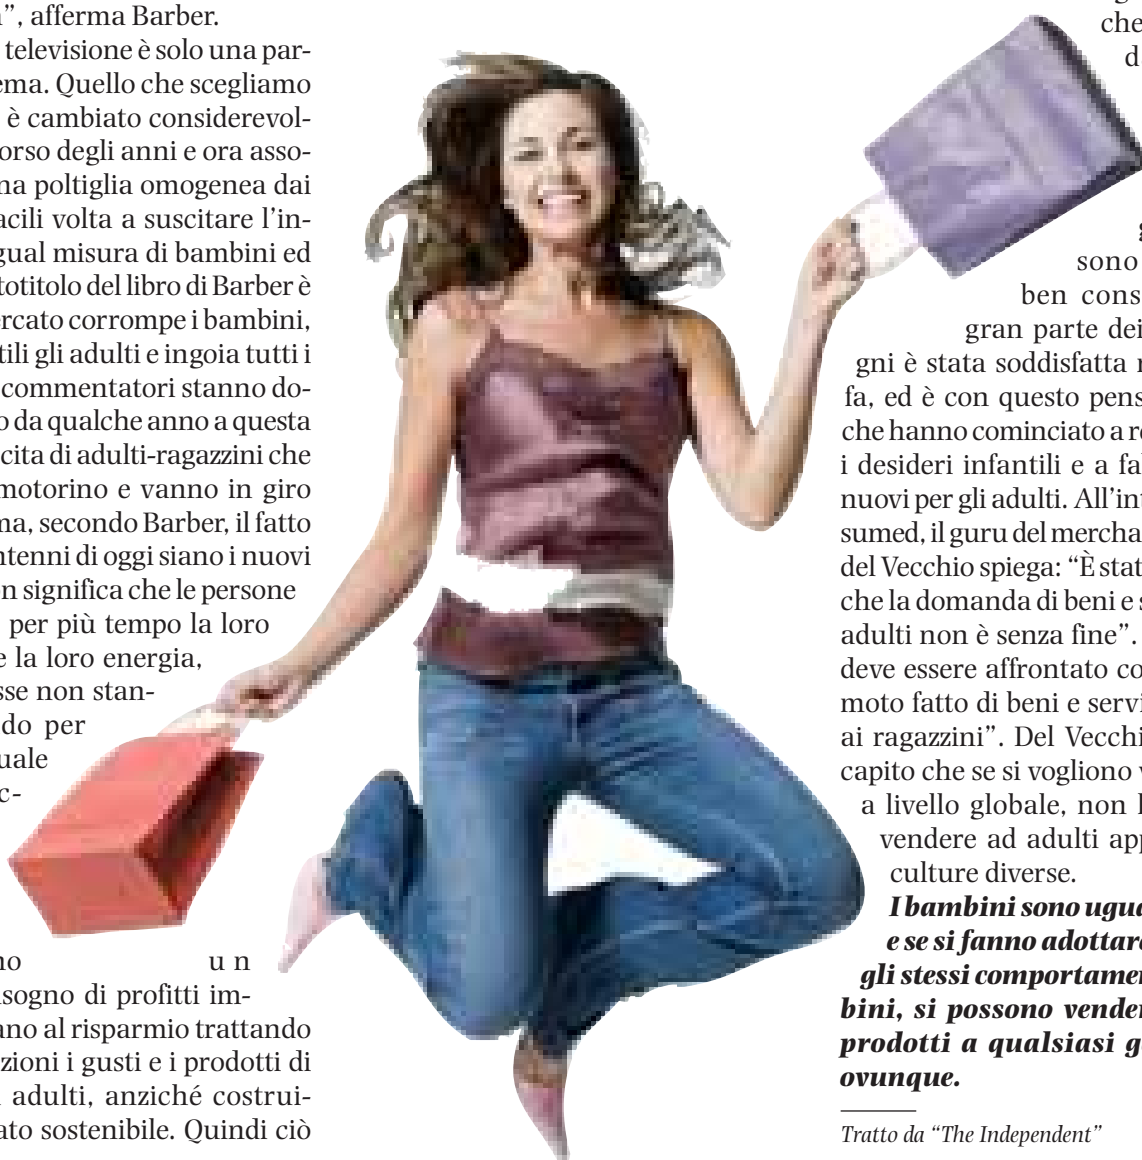 ”, afferma Barber.
televisione è solo una par-
ema. Quello che scegliamo
è cambiato considerevol-
orso degli anni e ora asso-
na poltiglia omogenea dai
acili volta a suscitare l’in-
gual misura di bambini ed
totitolo del libro di Barber è
ercato corrompe i bambini,
tili gli adulti e ingoia tutti i
commentatori stanno do-
o da qualche anno a questa
cita di adulti-ragazzini che
motorino e vanno in giro
ma, secondo Barber, il fatto
ntenni di oggi siano i nuovi
n significa che le persone
per più tempo la loro
e la loro energia,
sse non stan-
do per
uale
c-
no un
isogno di profitti im-
ano al risparmio trattando
zioni i gusti e i prodotti di
adulti, anziché costrui-
ato sostenibile. Quindi ciò
che
d
sono
ben cons
gran parte dei
gni è stata soddisfatta
fa, ed è con questo pens
che hanno cominciato a r
i desideri infantili e a fa
nuovi per gli adulti. All’in
sumed, il guru del mercha
del Vecchio spiega: “È stat
che la domanda di beni e s
adulti non è senza fine”.
deve essere affrontato co
moto fatto di beni e servi
ai ragazzini”. Del Vecchi
capito che se si vogliono v
a livello globale, non
vendere ad adulti app
culture diverse.
I bambini sono ugua
e se si fanno adottare
gli stessi comportame
bini, si possono vender
prodotti a qualsiasi g
ovunque.
Tratto da “The Independent”